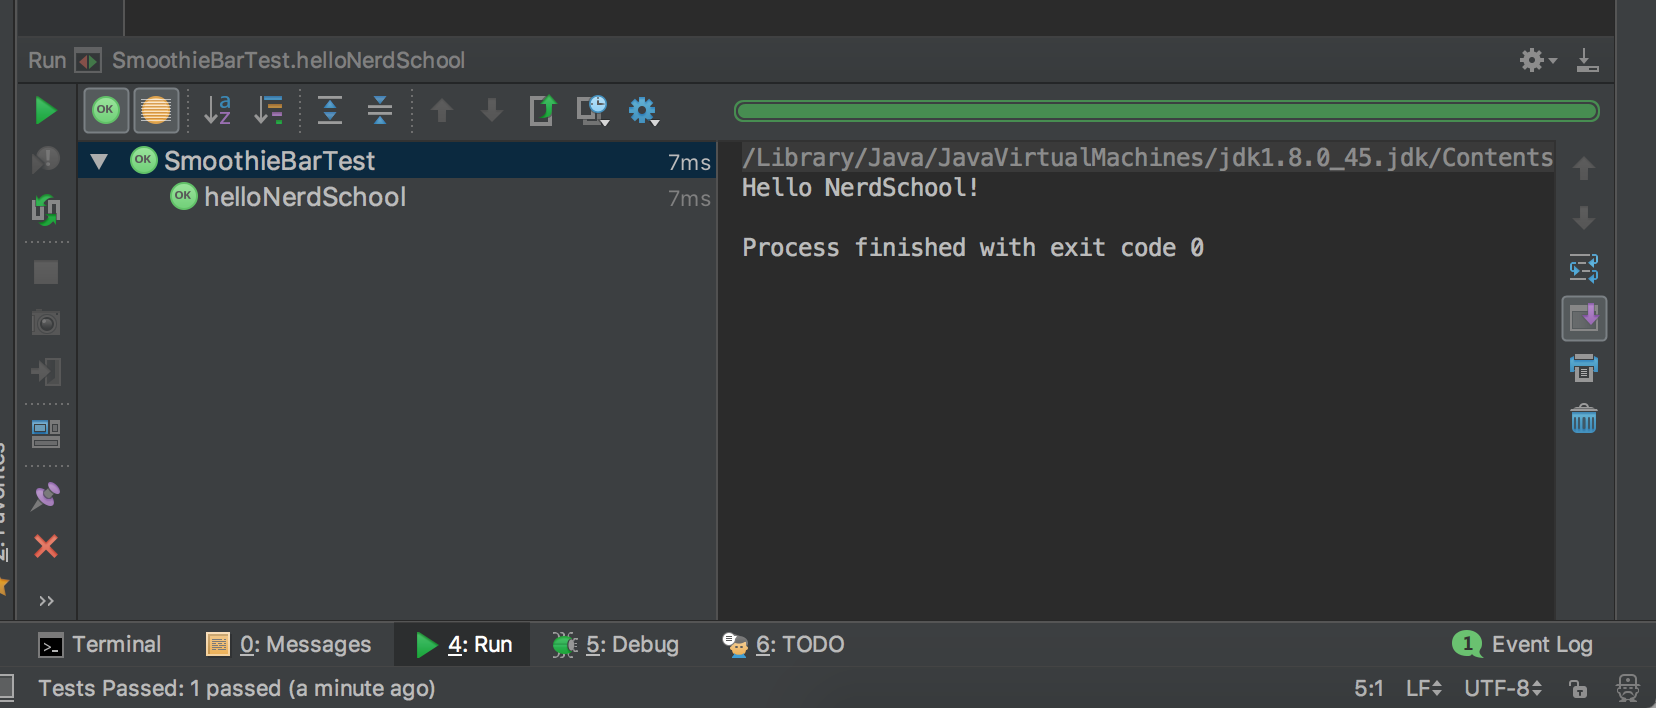 Run SmoothieBarTest.helloNerdSchool
OK
a
z
OK SmoothieBarTest 7ms
OK helloNerdSchool 7ms
/Library/Java/JavaVirtualMachines/jdk1.8.0_45.jdk/Contents
Hello NerdSchool!
Process finished with exit code 0
2: Favorites
Terminal 0: Messages 4: Run 5: Debug 6: TODO 1 Event Log
Tests Passed: 1 passed (a minute ago) 5:1 LF UTF-8